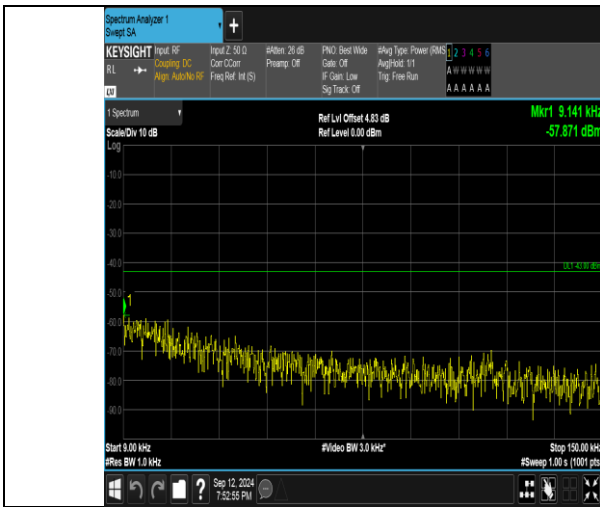 Spectrum Analyzer 1
Swept SA
+
KEYSIGHT Input: RF Input Z: 50 Ω #Atten: 26 dB PNO: Best Wide #Avg Type: Power (RMS 1 2 3 4 5 6
RL Coupling: DC Corr CCorr Preamp: Off Gate: Off Avg|Hold: 1/1 A W W W W W
Align: Auto/No RF Freq Ref: Int (S) IF Gain: Low Trig: Free Run
LXI Sig Track: Off A A A A A A
1 Spectrum Ref Lvl Offset 4.83 dB Mkr1 9.141 kHz
Scale/Div 10 dB Ref Level 0.00 dBm -57.871 dBm
Log
-10.0
-20.0
-30.0
-40.0
DL1 -43.00 dBm
-50.0
1
-60.0
-70.0
-80.0
-90.0
Start 9.00 kHz #Video BW 3.0 kHz* Stop 150.00 kHz
#Res BW 1.0 kHz #Sweep 1.00 s (1001 pts
? Sep 12, 2024
7:52:55 PM